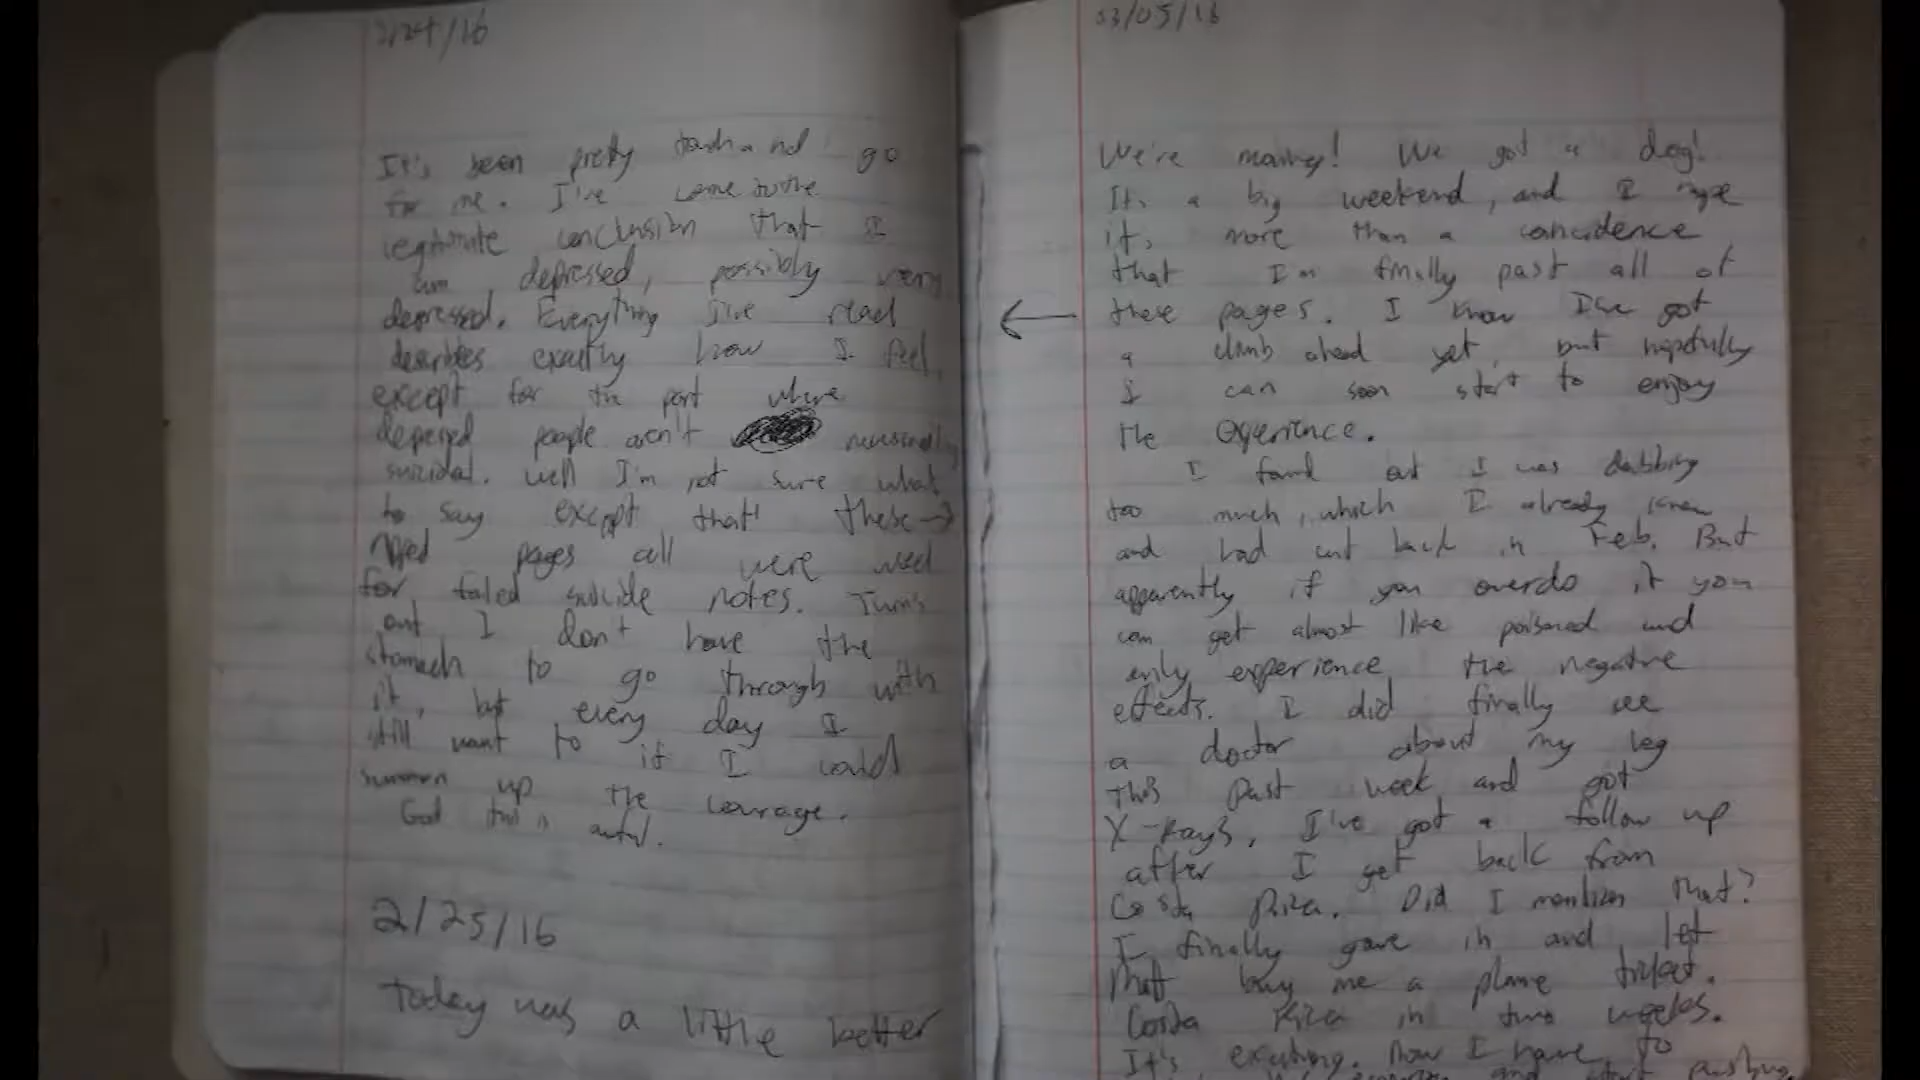 2/24/16
It's been pretty touch and go
for me. I've come to the
legitimate conclusion that I
am depressed, possibly very
depressed. Everything I've read
describes exactly how I feel,
except for the part where
depressed people aren't necessarily
suicidal. Well I'm not sure what
to say except that these →
ripped pages all were used
for failed suicide notes. Turns
out I don't have the
stomach to go through with
it, but every day I
still want to if I could
summon up the courage.
God this is awful.
2/25/16
Today was a little better
03/05/16
We're moving! We got a dog!
It's a big weekend, and I hope
it's more than a coincidence
that I'm finally past all of
← these pages. I know I've got
a climb ahead yet, but hopefully
I can soon start to enjoy
the experience.
I found out I was dabbing
too much, which I already knew
and had cut back in Feb. But
apparently if you overdo it you
can get almost like poisoned and
only experience the negative
effects. I did finally see
a doctor about my leg
this past week and got
X-Rays. I've got a follow up
after I get back from
Costa Rica. Did I mention that?
I finally gave in and let
Matt buy me a plane ticket.
Costa Rica in two weeks.
It's exciting. Now I have to
and start pushing